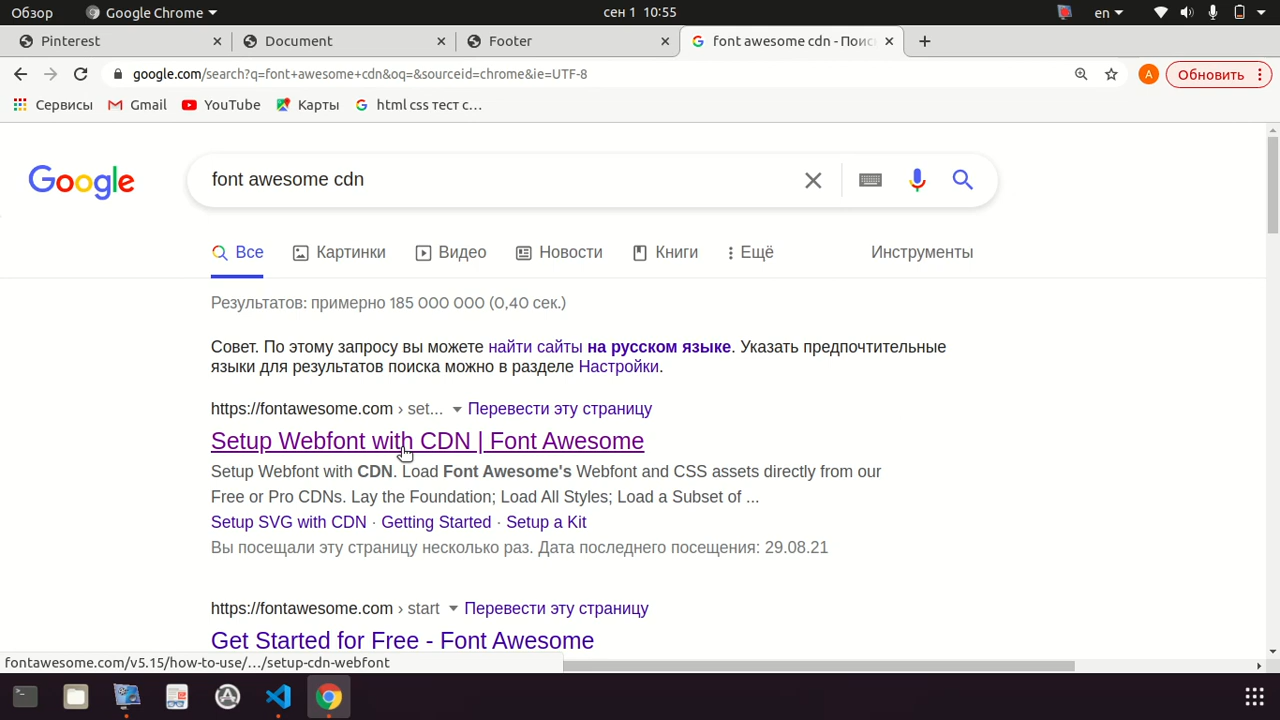 Обзор Google Chrome сен 1 10:55 en
Pinterest Document Footer font awesome cdn - Поис
google.com/search?q=font+awesome+cdn&oq=&sourceid=chrome&ie=UTF-8 A Обновить
Сервисы Gmail YouTube Карты html css тест с...
Google font awesome cdn
Все Картинки Видео Новости Книги Ещё Инструменты
Результатов: примерно 185 000 000 (0,40 сек.)
Совет. По этому запросу вы можете найти сайты на русском языке. Указать предпочтительные
языки для результатов поиска можно в разделе Настройки.
https://fontawesome.com › set... Перевести эту страницу
Setup Webfont with CDN | Font Awesome
Setup Webfont with CDN. Load Font Awesome's Webfont and CSS assets directly from our
Free or Pro CDNs. Lay the Foundation; Load All Styles; Load a Subset of ...
Setup SVG with CDN · Getting Started · Setup a Kit
Вы посещали эту страницу несколько раз. Дата последнего посещения: 29.08.21
https://fontawesome.com › start Перевести эту страницу
Get Started for Free - Font Awesome
fontawesome.com/v5.15/how-to-use/.../setup-cdn-webfont